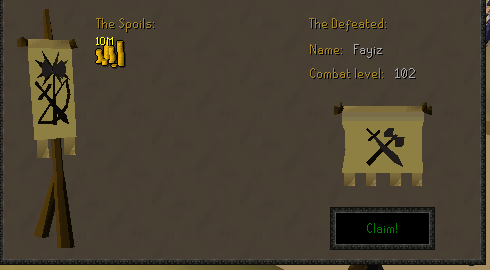 The Spoils:
10M
The Defeated:
Name: Fayiz
Combat level: 102
Claim!